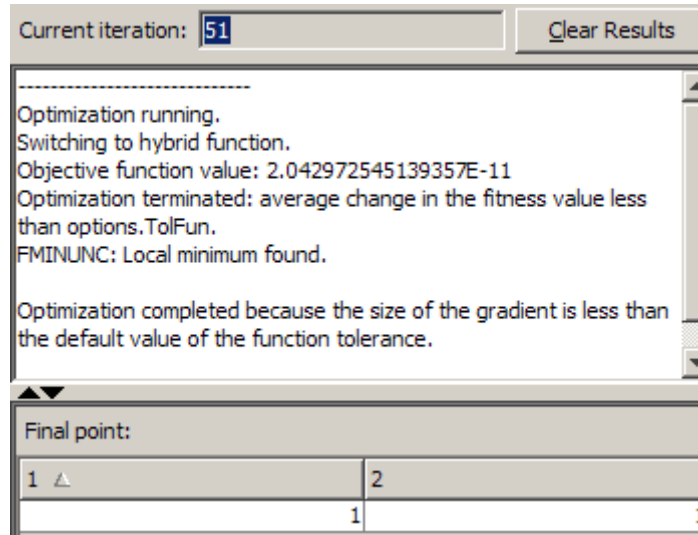 Current iteration: 51 Clear Results
------------------------------
Optimization running.
Switching to hybrid function.
Objective function value: 2.042972545139357E-11
Optimization terminated: average change in the fitness value less
than options.TolFun.
FMINUNC: Local minimum found.
Optimization completed because the size of the gradient is less than
the default value of the function tolerance.
Final point:
1 2
1